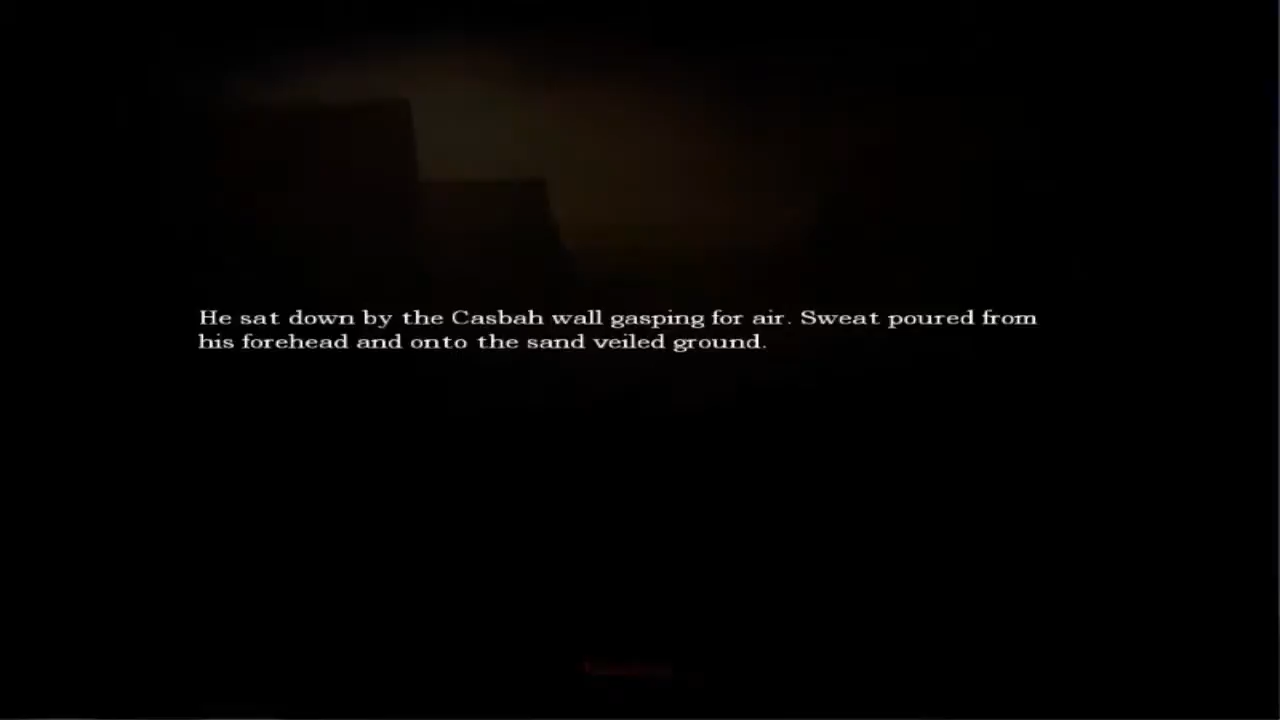 He sat down by the Casbah wall gasping for air. Sweat poured from
his forehead and onto the sand veiled ground.